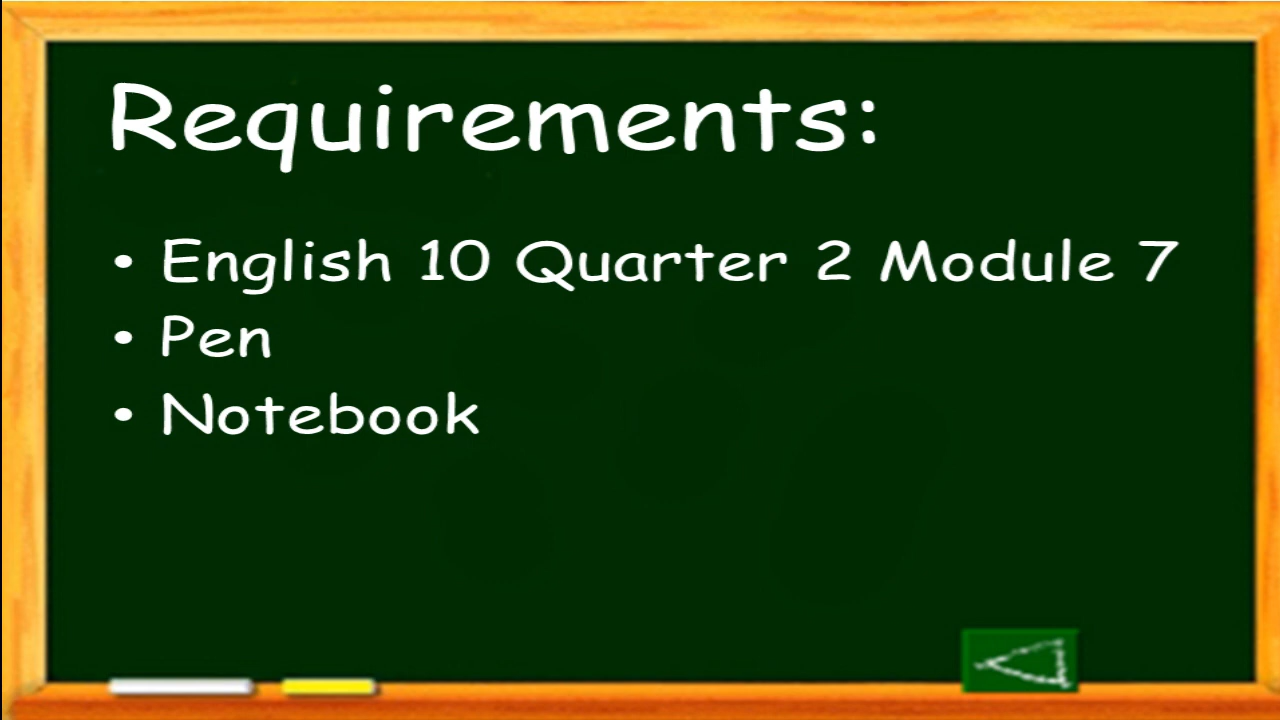 Requirements:
• English 10 Quarter 2 Module 7
• Pen
• Notebook